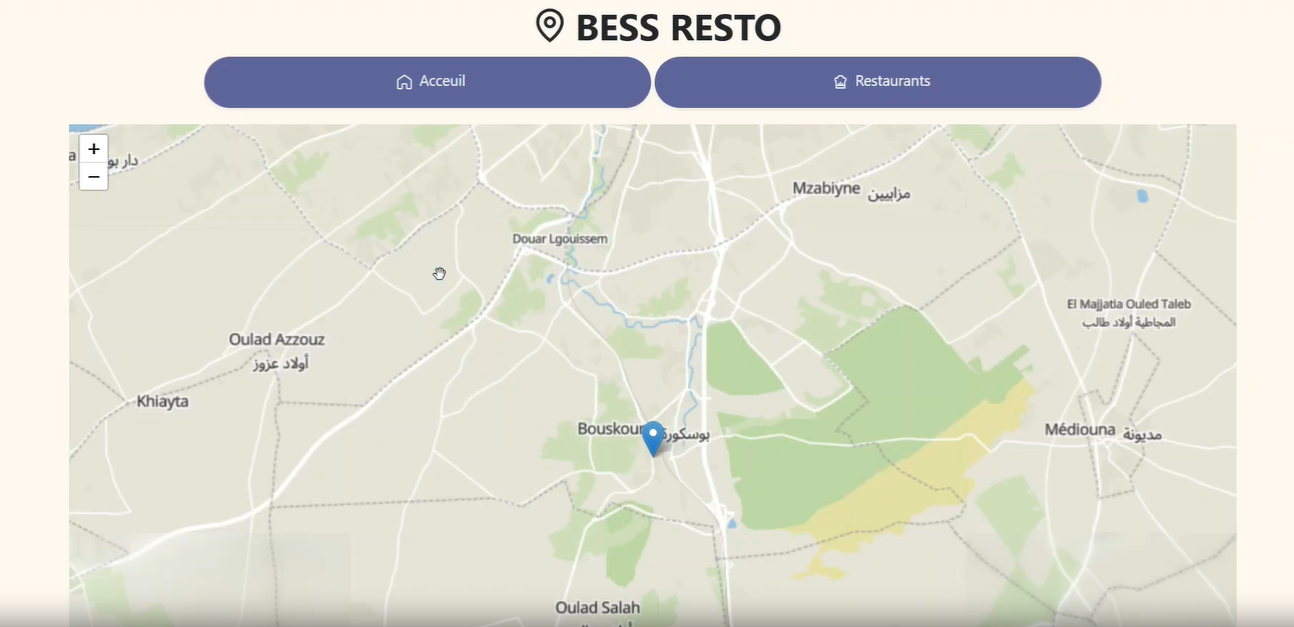 BESS RESTO
Acceuil
Restaurants
+
−
دار بو
Mzabiyne مزابيين
Douar Lgouissem
El Majjatia Ouled Taleb
المجاطية أولاد طالب
Oulad Azzouz
أولاد عزوز
Khiayta
Bouskour بوسكورة
Médiouna مديونة
Oulad Salah